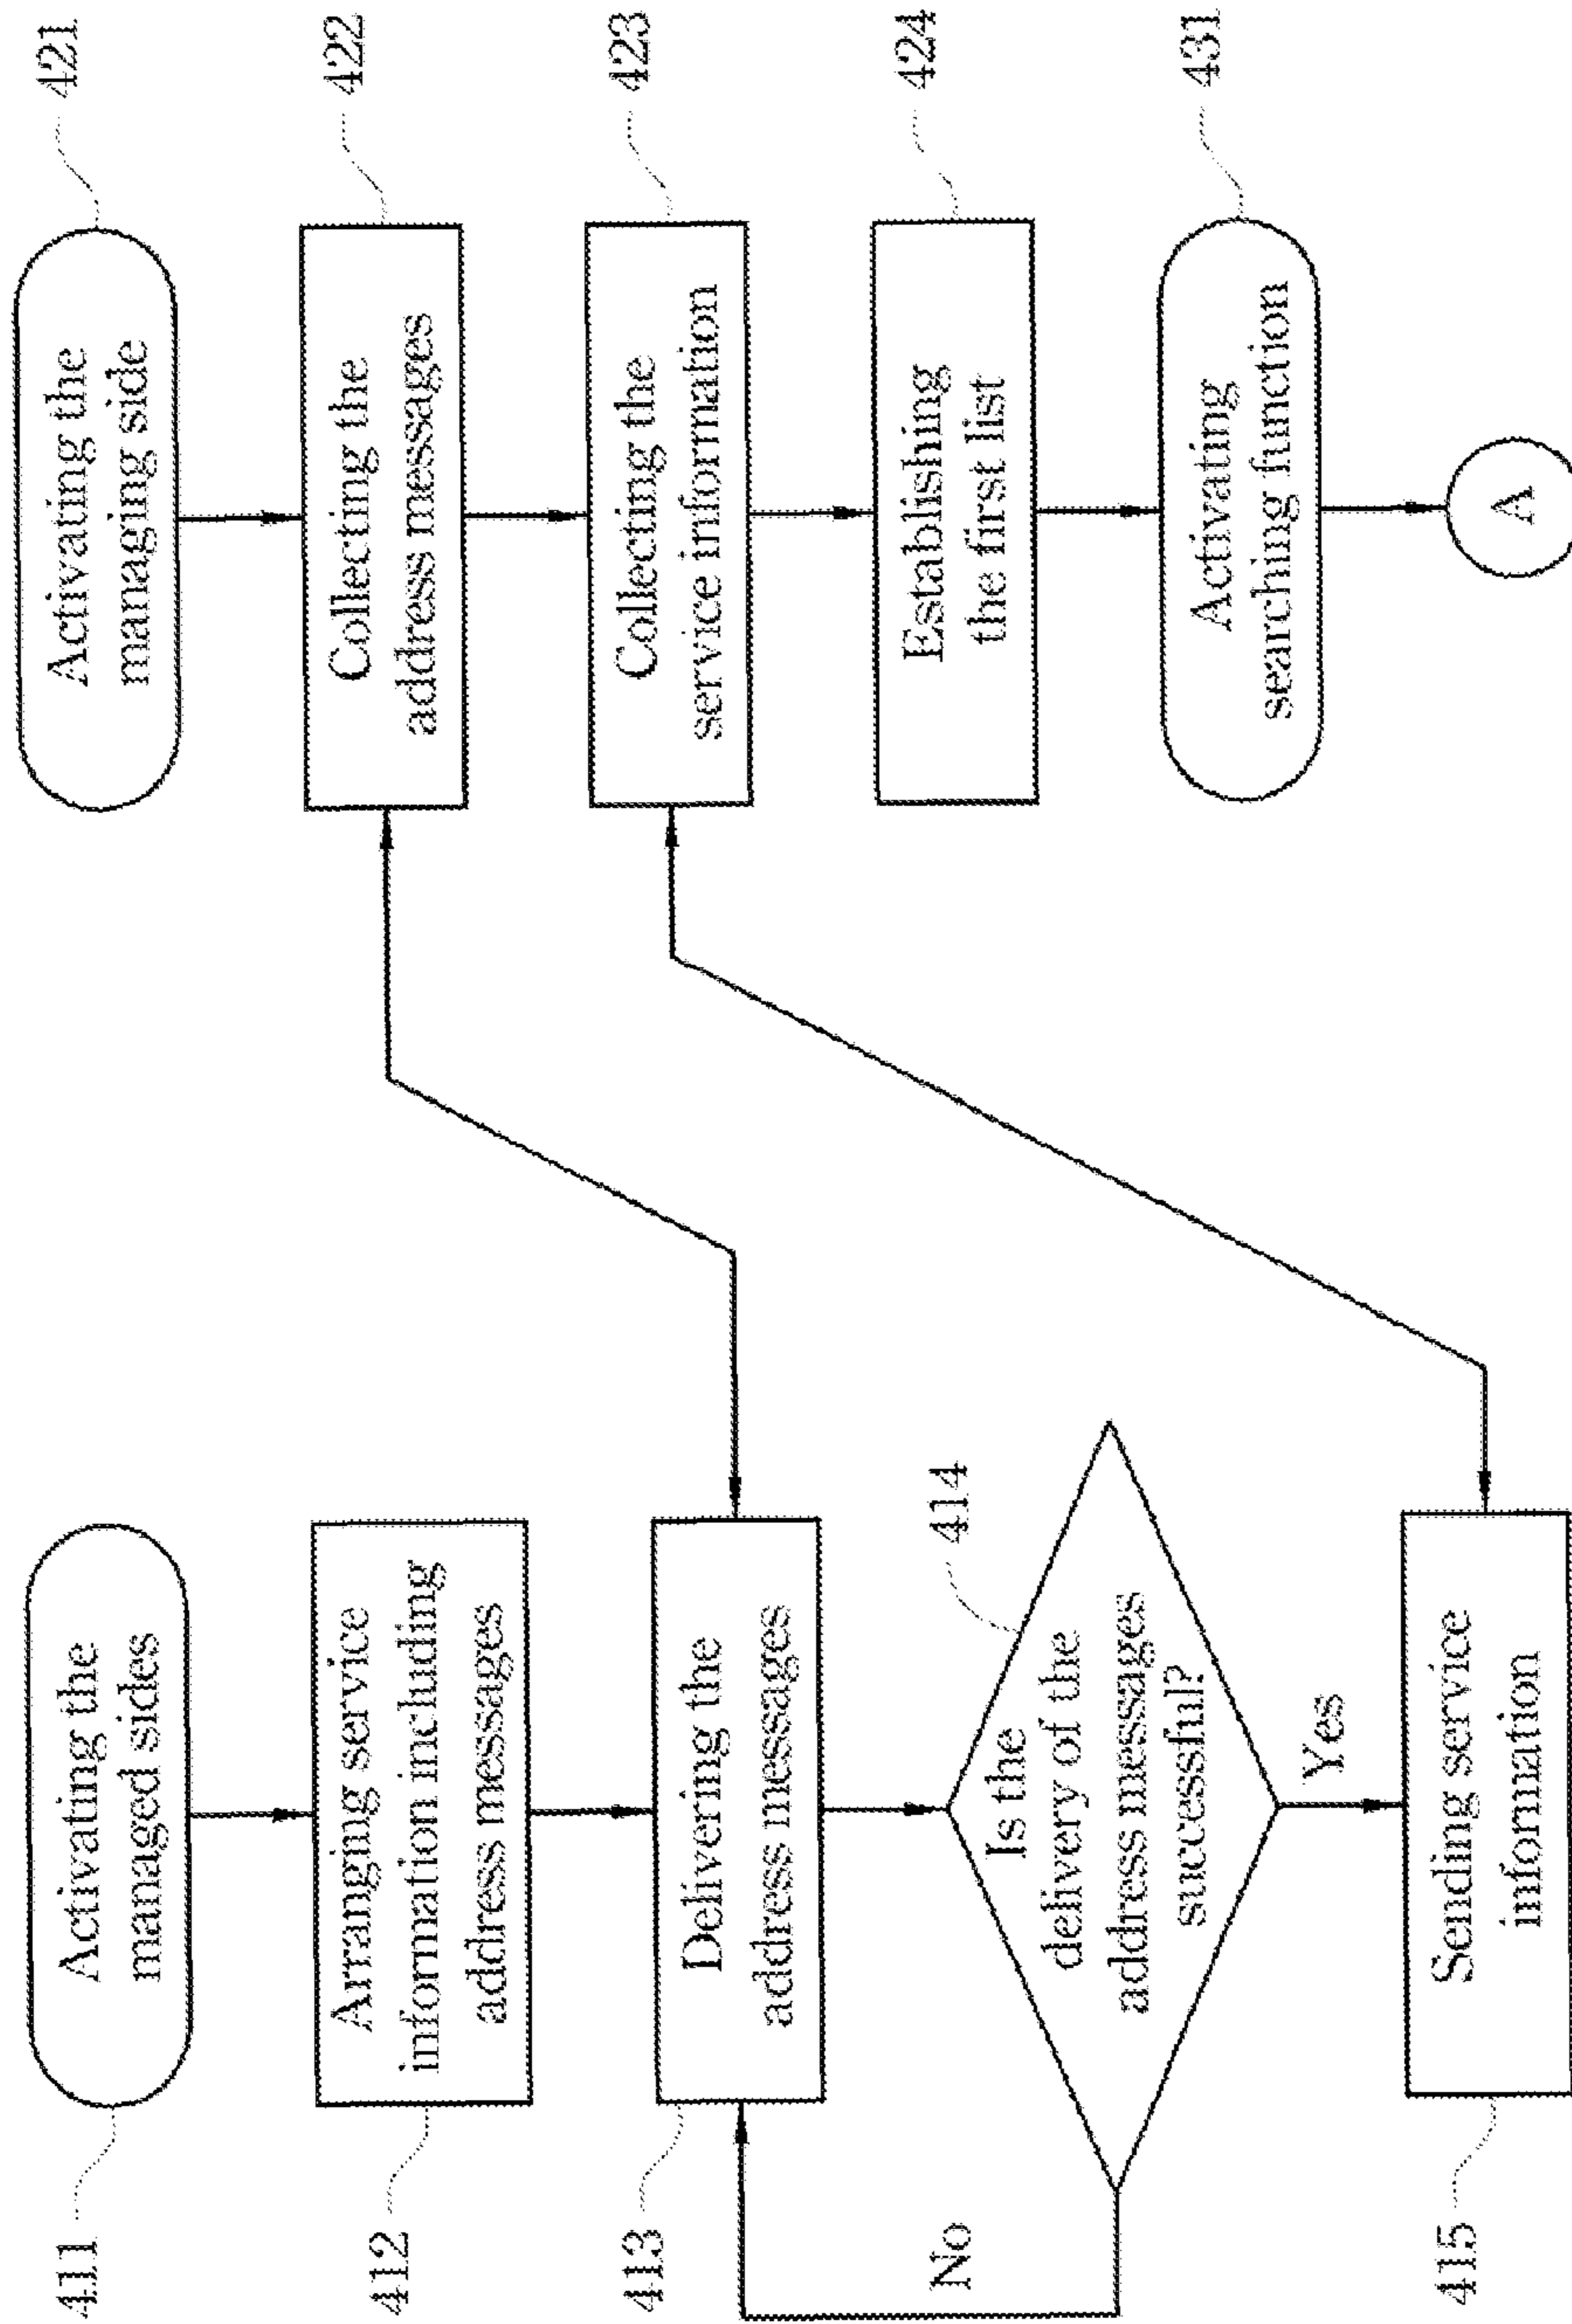 411
Activating the
managed sides
412
Arranging service
information including
address messages
413
Delivering the
address messages
414
Is the
delivery of the
address messages
successful?
No
Yes
415
Sending service
information
421
Activating the
managing side
422
Collecting the
address messages
423
Collecting the
service information
424
Establishing
the first list
431
Activating
searching function
A